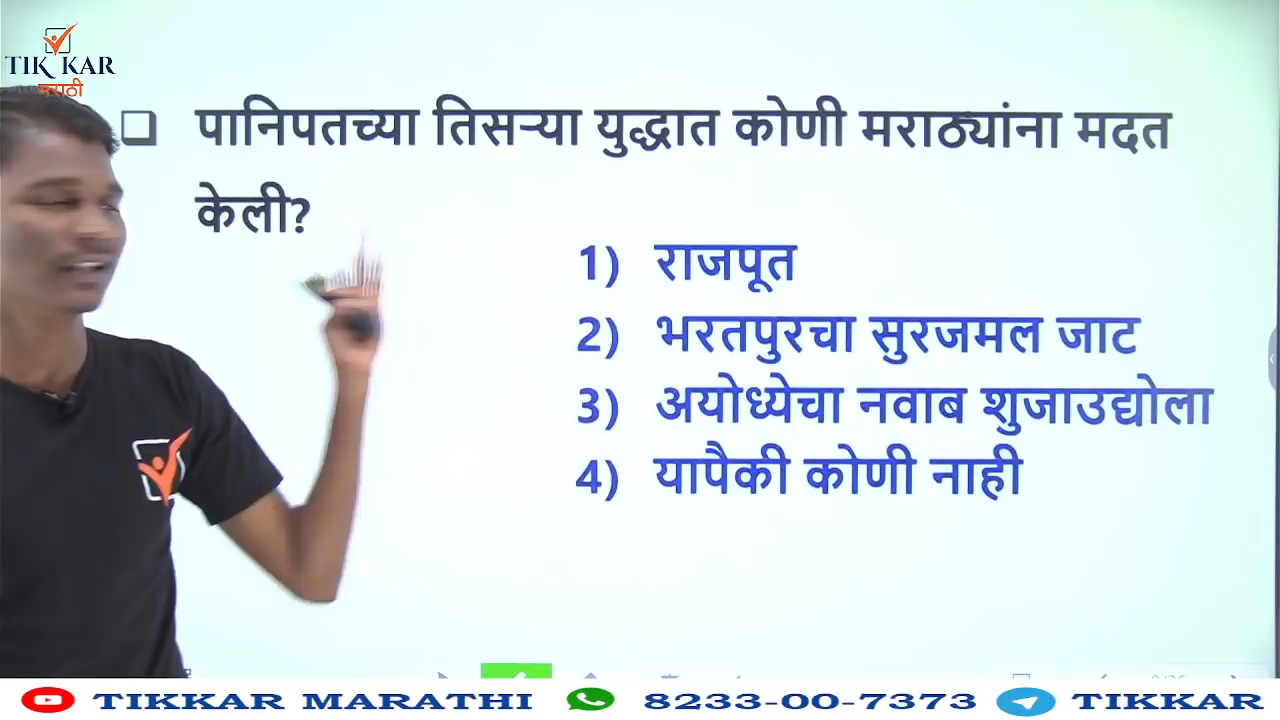 TIK KAR
मराठी
पानिपतच्या तिसऱ्या युद्धात कोणी मराठ्यांना मदत
केली?
1) राजपूत
2) भरतपुरचा सुरजमल जाट
3) अयोध्येचा नवाब शुजाउद्योला
4) यापैकी कोणी नाही
TIKKAR MARATHI 8233-00-7373 TIKKAR